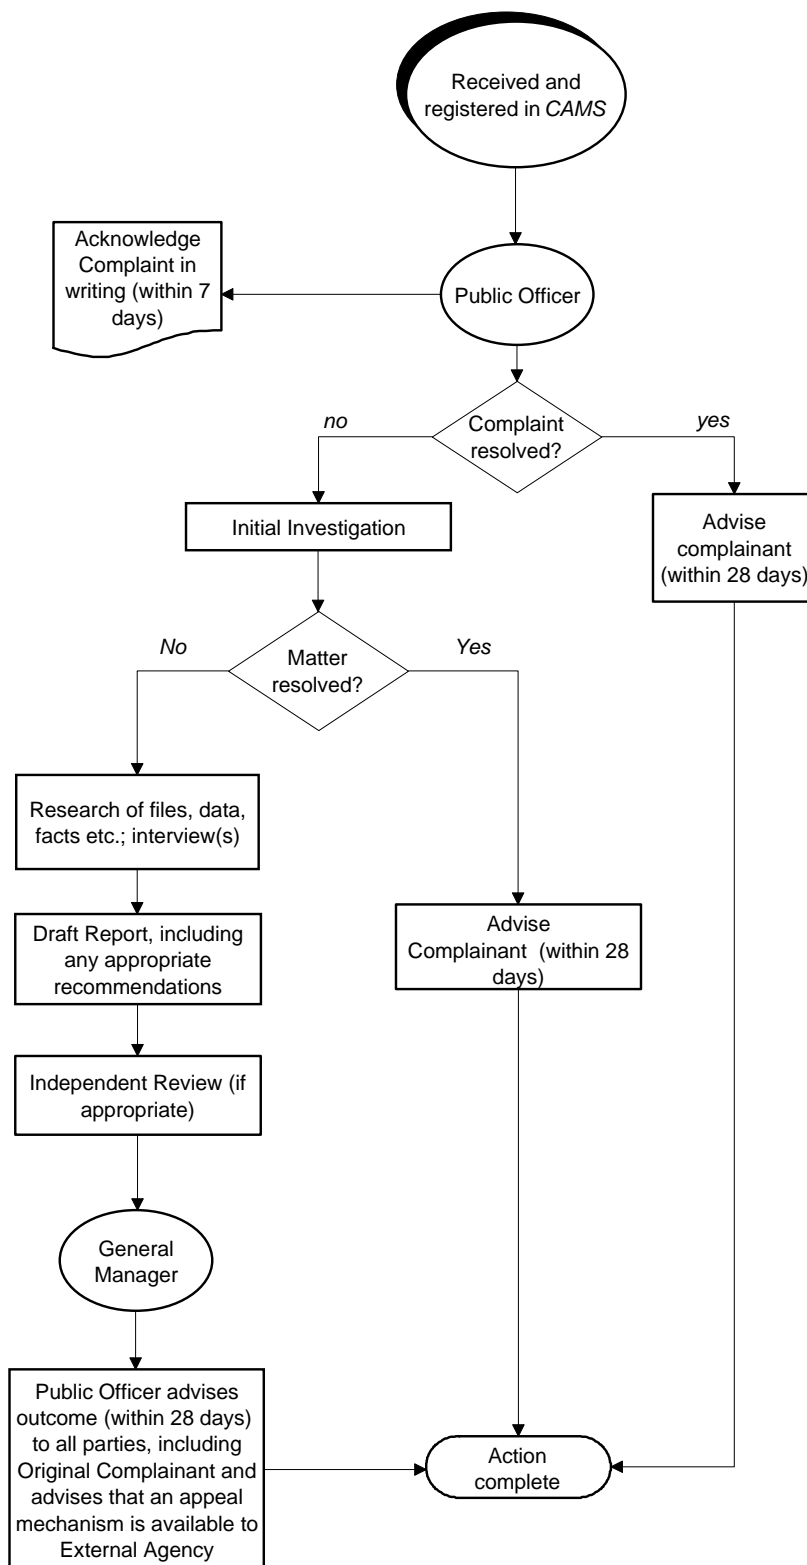 Received and
registered in CAMS
Acknowledge
Complaint in
writing (within 7
days)
Public Officer
no
Complaint
resolved?
yes
Initial Investigation
Advise
complainant
(within 28 days)
No
Matter
resolved?
Yes
Research of files, data,
facts etc.; interview(s)
Draft Report, including
any appropriate
recommendations
Advise
Complainant (within 28
days)
Independent Review (if
appropriate)
General
Manager
Public Officer advises
outcome (within 28 days)
to all parties, including
Original Complainant and
advises that an appeal
mechanism is available to
External Agency
Action
complete